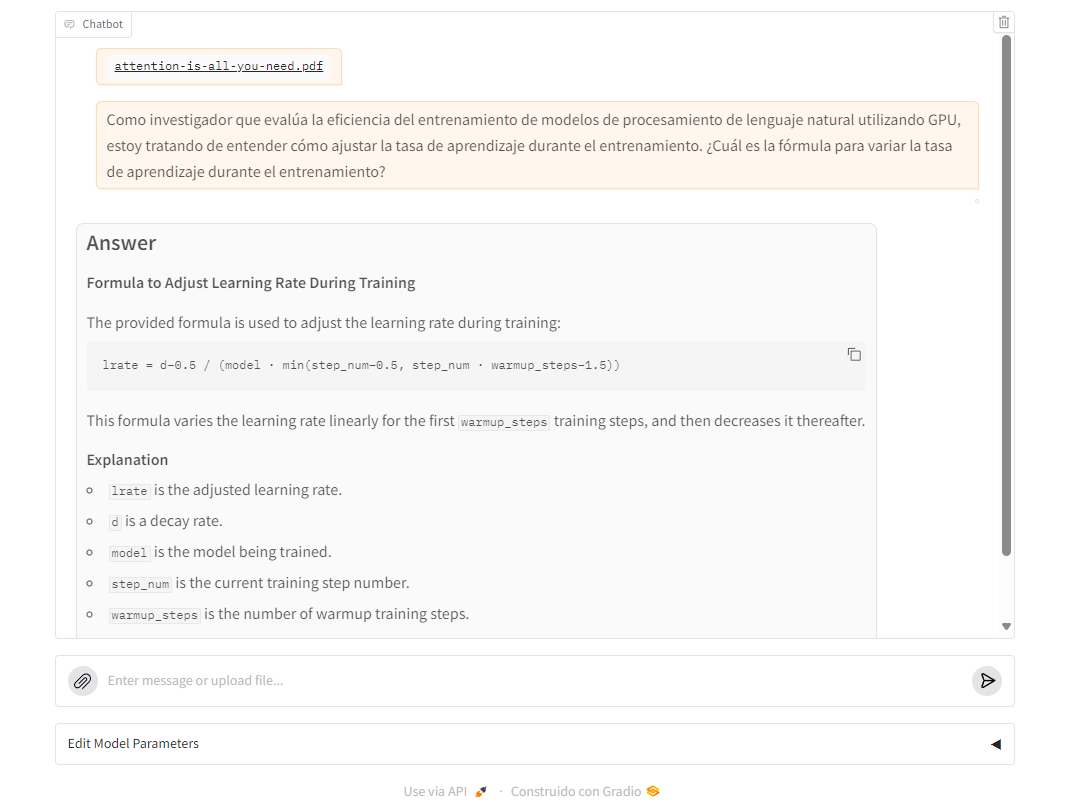 Chatbot
attention-is-all-you-need.pdf
Como investigador que evalúa la eficiencia del entrenamiento de modelos de procesamiento de lenguaje natural utilizando GPU,
estoy tratando de entender cómo ajustar la tasa de aprendizaje durante el entrenamiento. ¿Cuál es la fórmula para variar la tasa
de aprendizaje durante el entrenamiento?
Answer
Formula to Adjust Learning Rate During Training
The provided formula is used to adjust the learning rate during training:
lrate = d−0.5 / (model · min(step_num−0.5, step_num · warmup_steps−1.5))
This formula varies the learning rate linearly for the first warmup_steps training steps, and then decreases it thereafter.
Explanation
lrate is the adjusted learning rate.
d is a decay rate.
model is the model being trained.
step_num is the current training step number.
warmup_steps is the number of warmup training steps.
Enter message or upload file...
Edit Model Parameters
Use via API · Construido con Gradio